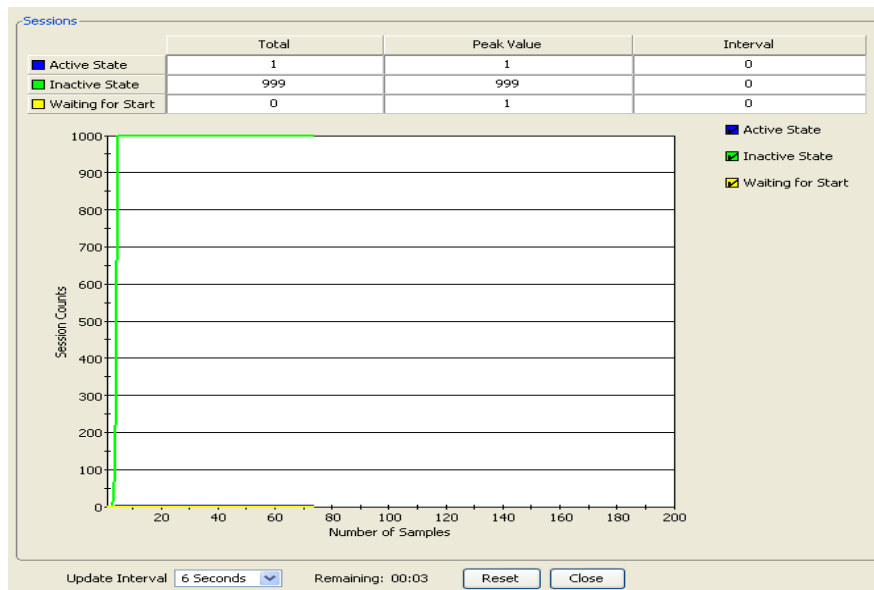 Sessions
Total Peak Value Interval
Active State 1 1 0
Inactive State 999 999 0
Waiting for Start 0 1 0
Active State
Inactive State
Waiting for Start
1000
900
800
700
600
500
400
300
200
100
0
Session Counts
20 40 60 80 100 120 140 160 180 200
Number of Samples
Update Interval 6 Seconds Remaining: 00:03 Reset Close